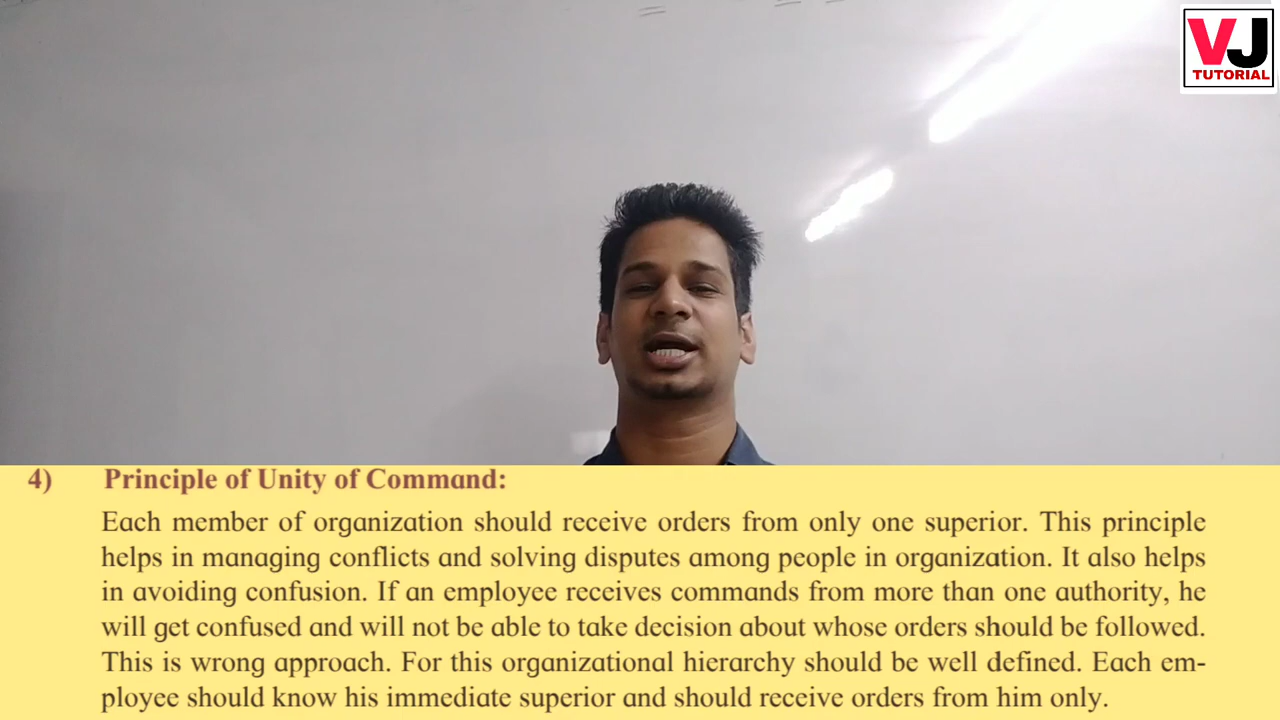 VJ
TUTORIAL
4) Principle of Unity of Command:
Each member of organization should receive orders from only one superior. This principle
helps in managing conflicts and solving disputes among people in organization. It also helps
in avoiding confusion. If an employee receives commands from more than one authority, he
will get confused and will not be able to take decision about whose orders should be followed.
This is wrong approach. For this organizational hierarchy should be well defined. Each em-
ployee should know his immediate superior and should receive orders from him only.